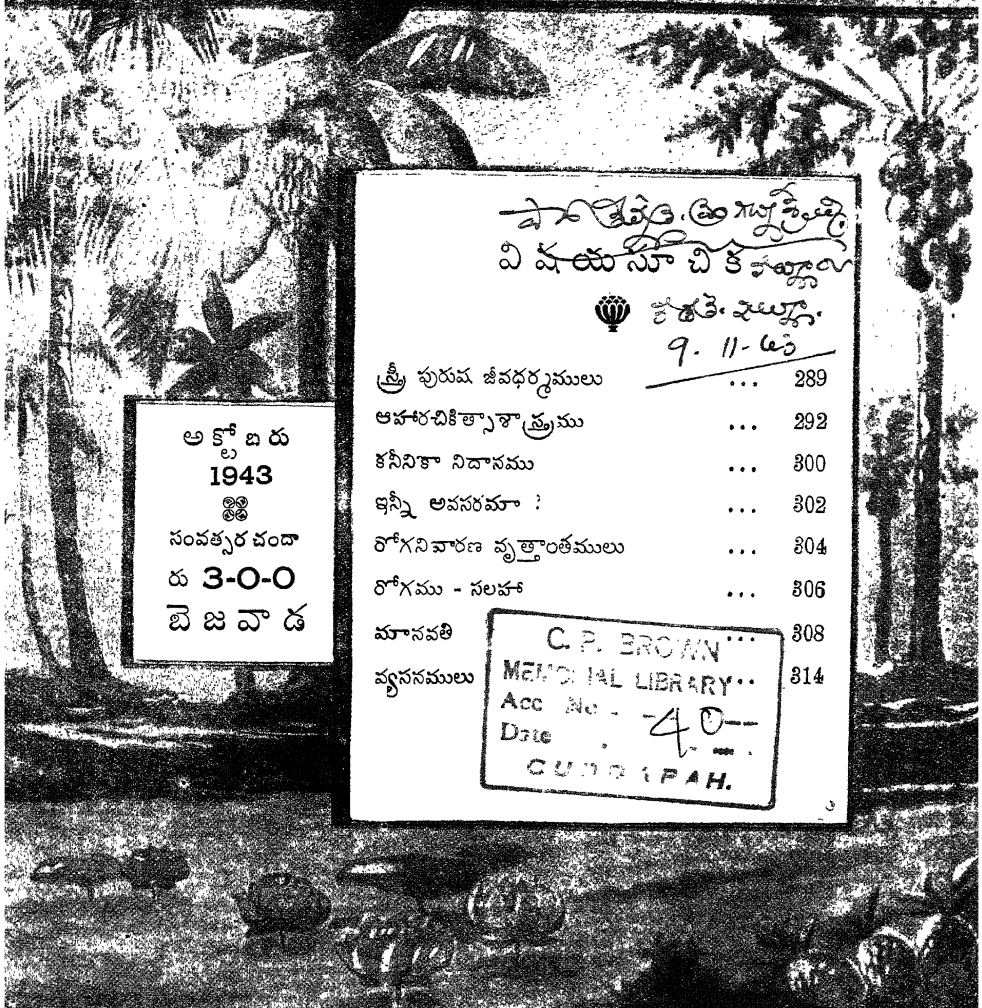 విషయసూచిక
9. 11-43
స్త్రీ పురుష జీవధర్మములు ... 289
ఆహారచికిత్సాశాస్త్రము ... 292
కనీనికా నిదానము ... 300
ఇన్నీ అవసరమా ? ... 302
రోగనివారణ వృత్తాంతములు ... 304
రోగము - సలహా ... 306
మానవతి ... 308
వ్యసనములు .. 314
అక్టోబరు
1943
సంవత్సర చందా
రు 3-0-0
బెజవాడ
C. P. BROWN
MEMORIAL LIBRARY
Acc No. -40--
Date
CUDDAPAH.